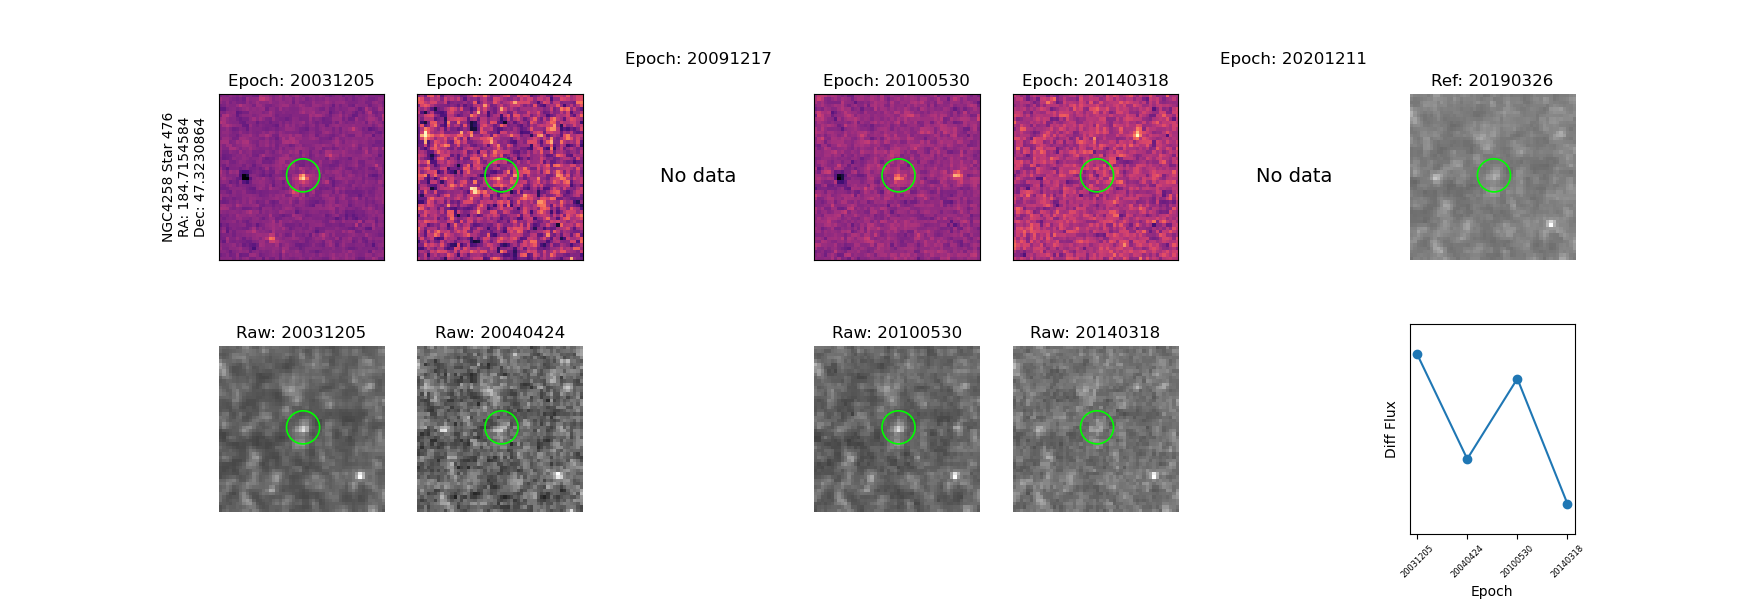 Epoch: 20091217
Epoch: 20201211
Epoch: 20031205
Epoch: 20040424
Epoch: 20100530
Epoch: 20140318
Ref: 20190326
NGC4258 Star 476
RA: 184.7154584
Dec: 47.3230864
No data
No data
Raw: 20031205
Raw: 20040424
Raw: 20100530
Raw: 20140318
Diff Flux
20031205
20040424
20100530
20140318
Epoch